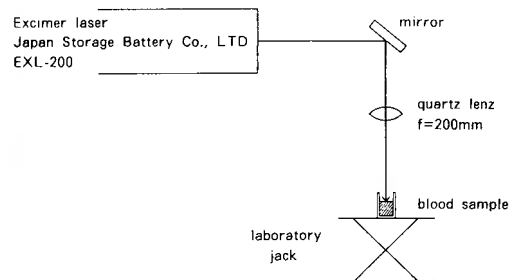 Excimer laser
Japan Storage Battery Co., LTD
EXL-200
mirror
quartz lenz
f=200mm
blood sample
laboratory
jack